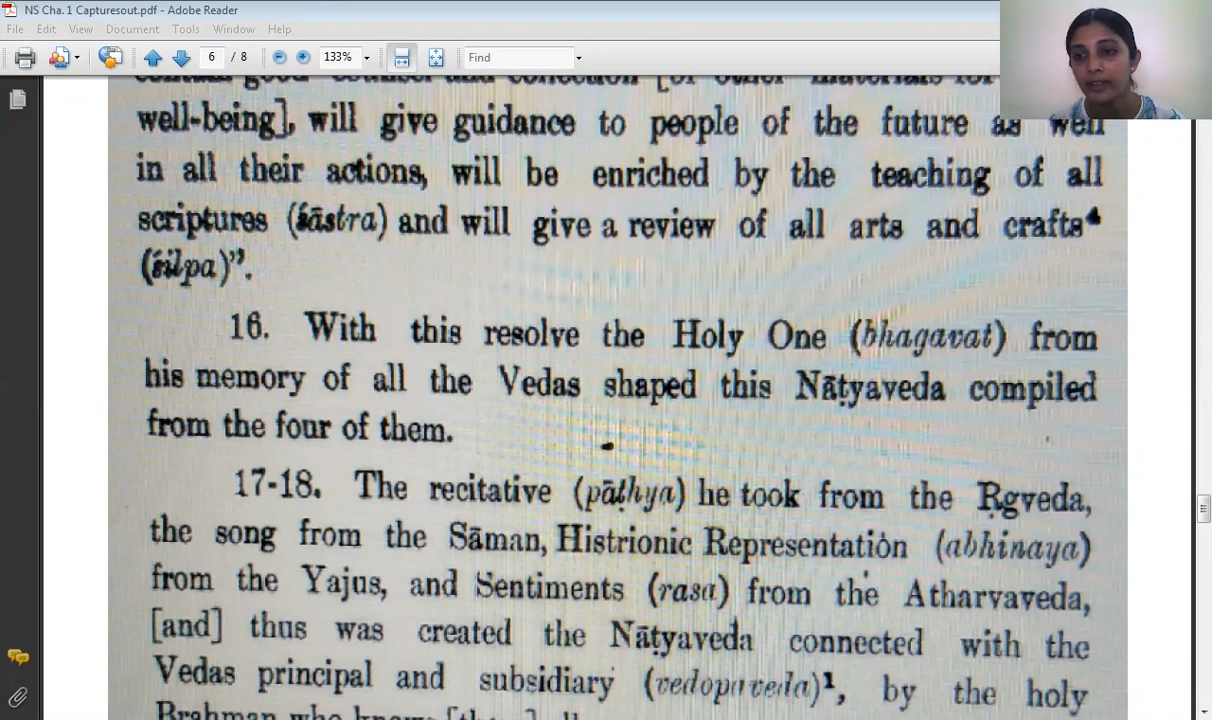 NS Cha. 1 Capturesout.pdf - Adobe Reader
File Edit View Document Tools Window Help
6 / 8 133% Find
well-being], will give guidance to people of the future as well
in all their actions, will be enriched by the teaching of all
scriptures (śāstra) and will give a review of all arts and crafts⁴
(śilpa)”.
16. With this resolve the Holy One (bhagavat) from
his memory of all the Vedas shaped this Nāṭyaveda compiled
from the four of them.
17-18. The recitative (pāṭhya) he took from the Ṛgveda,
the song from the Sāman, Histrionic Representation (abhinaya)
from the Yajus, and Sentiments (rasa) from the Atharvaveda,
[and] thus was created the Nāṭyaveda connected with the
Vedas principal and subsidiary (vedopaveda)¹, by the holy
Brahman who